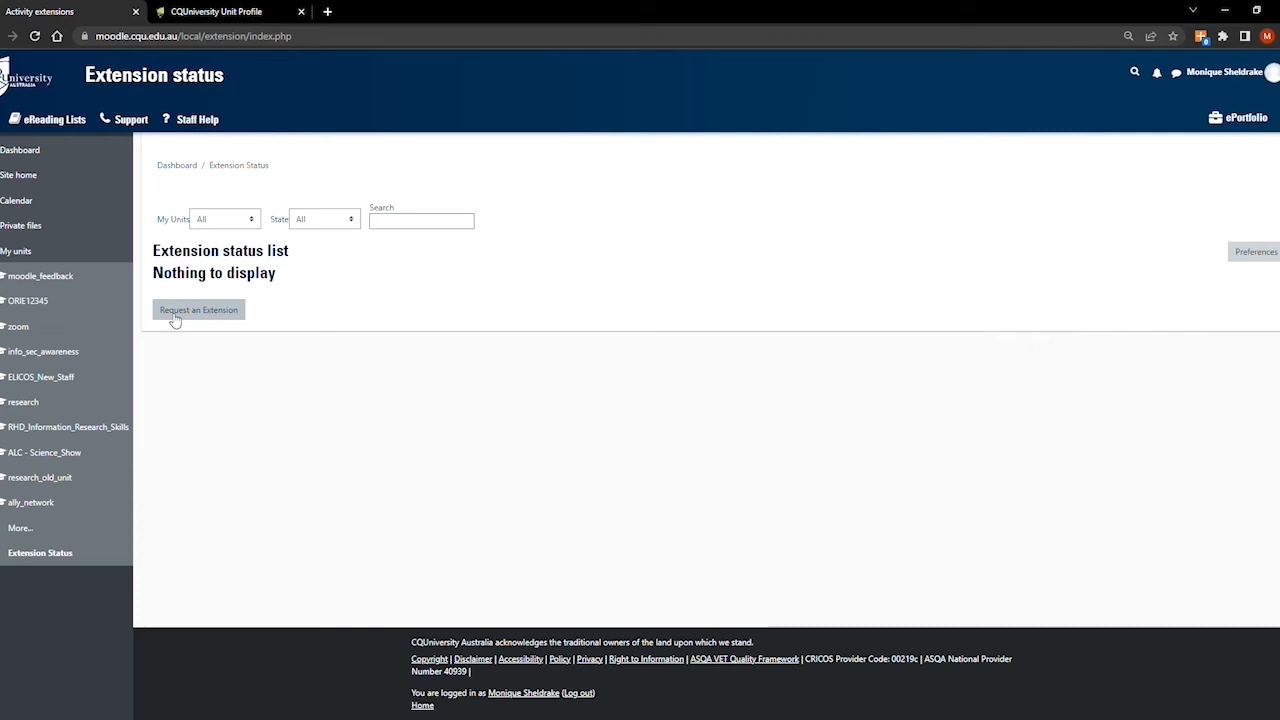 Activity extensions
CQUniversity Unit Profile
moodle.cqu.edu.au/local/extension/index.php
M
University
AUSTRALIA
Extension status
Monique Sheldrake
eReading Lists
Support
? Staff Help
ePortfolio
Dashboard
Site home
Calendar
Private files
My units
moodle_feedback
ORIE12345
zoom
info_sec_awareness
ELICOS_New_Staff
research
RHD_Information_Research_Skills
ALC - Science_Show
research_old_unit
ally_network
More...
Extension Status
Dashboard / Extension Status
My Units All State All Search
Extension status list
Preferences
Nothing to display
Request an Extension
CQUniversity Australia acknowledges the traditional owners of the land upon which we stand.
Copyright | Disclaimer | Accessibility | Policy | Privacy | Right to Information | ASQA VET Quality Framework | CRICOS Provider Code: 00219c | ASQA National Provider
Number 40939 |
You are logged in as Monique Sheldrake (Log out)
Home